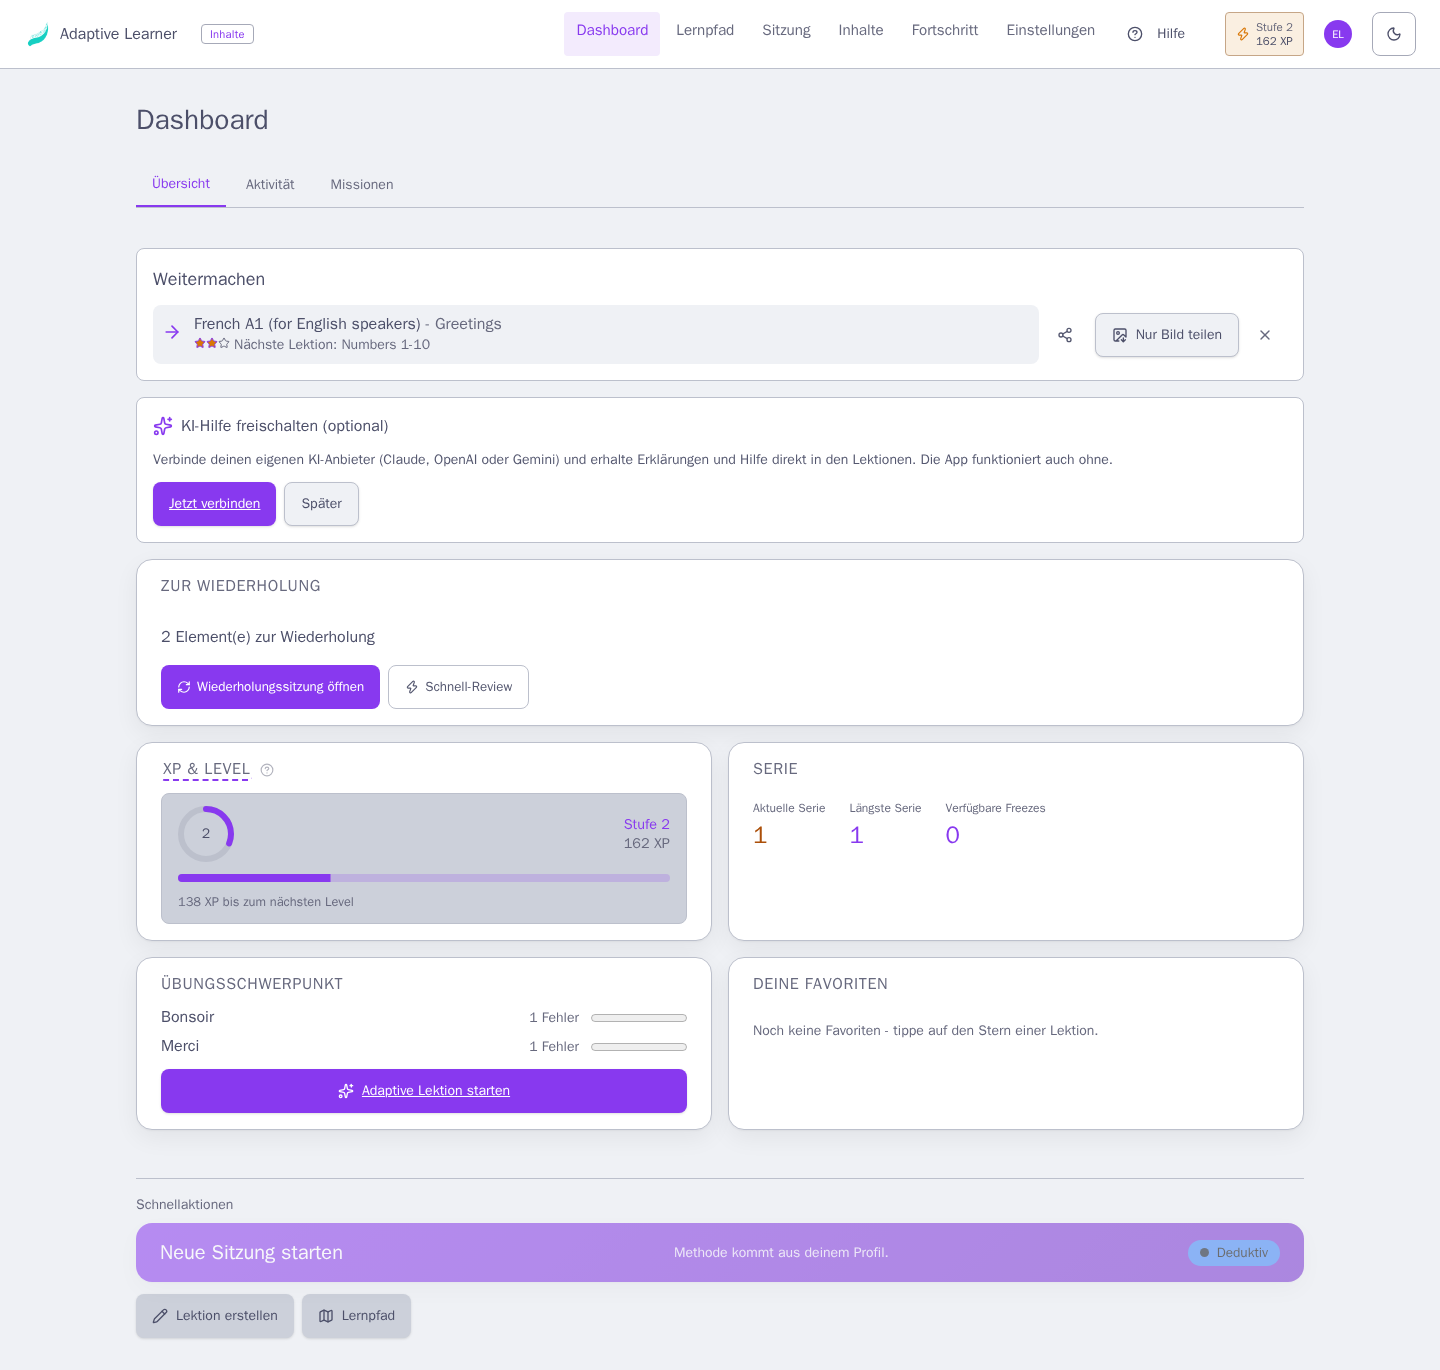 Adaptive Learner
Inhalte
Dashboard
Lernpfad
Sitzung
Inhalte
Fortschritt
Einstellungen
Hilfe
Stufe 2
162 XP
EL
Dashboard
Übersicht
Aktivität
Missionen
Weitermachen
French A1 (for English speakers) - Greetings
Nächste Lektion: Numbers 1-10
Nur Bild teilen
KI-Hilfe freischalten (optional)
Verbinde deinen eigenen KI-Anbieter (Claude, OpenAI oder Gemini) und erhalte Erklärungen und Hilfe direkt in den Lektionen. Die App funktioniert auch ohne.
Jetzt verbinden
Später
ZUR WIEDERHOLUNG
2 Element(e) zur Wiederholung
Wiederholungssitzung öffnen
Schnell-Review
XP & LEVEL
2
Stufe 2
162 XP
138 XP bis zum nächsten Level
SERIE
Aktuelle Serie
1
Längste Serie
1
Verfügbare Freezes
0
ÜBUNGSSCHWERPUNKT
Bonsoir
1 Fehler
Merci
1 Fehler
Adaptive Lektion starten
DEINE FAVORITEN
Noch keine Favoriten - tippe auf den Stern einer Lektion.
Schnellaktionen
Neue Sitzung starten
Methode kommt aus deinem Profil.
Deduktiv
Lektion erstellen
Lernpfad